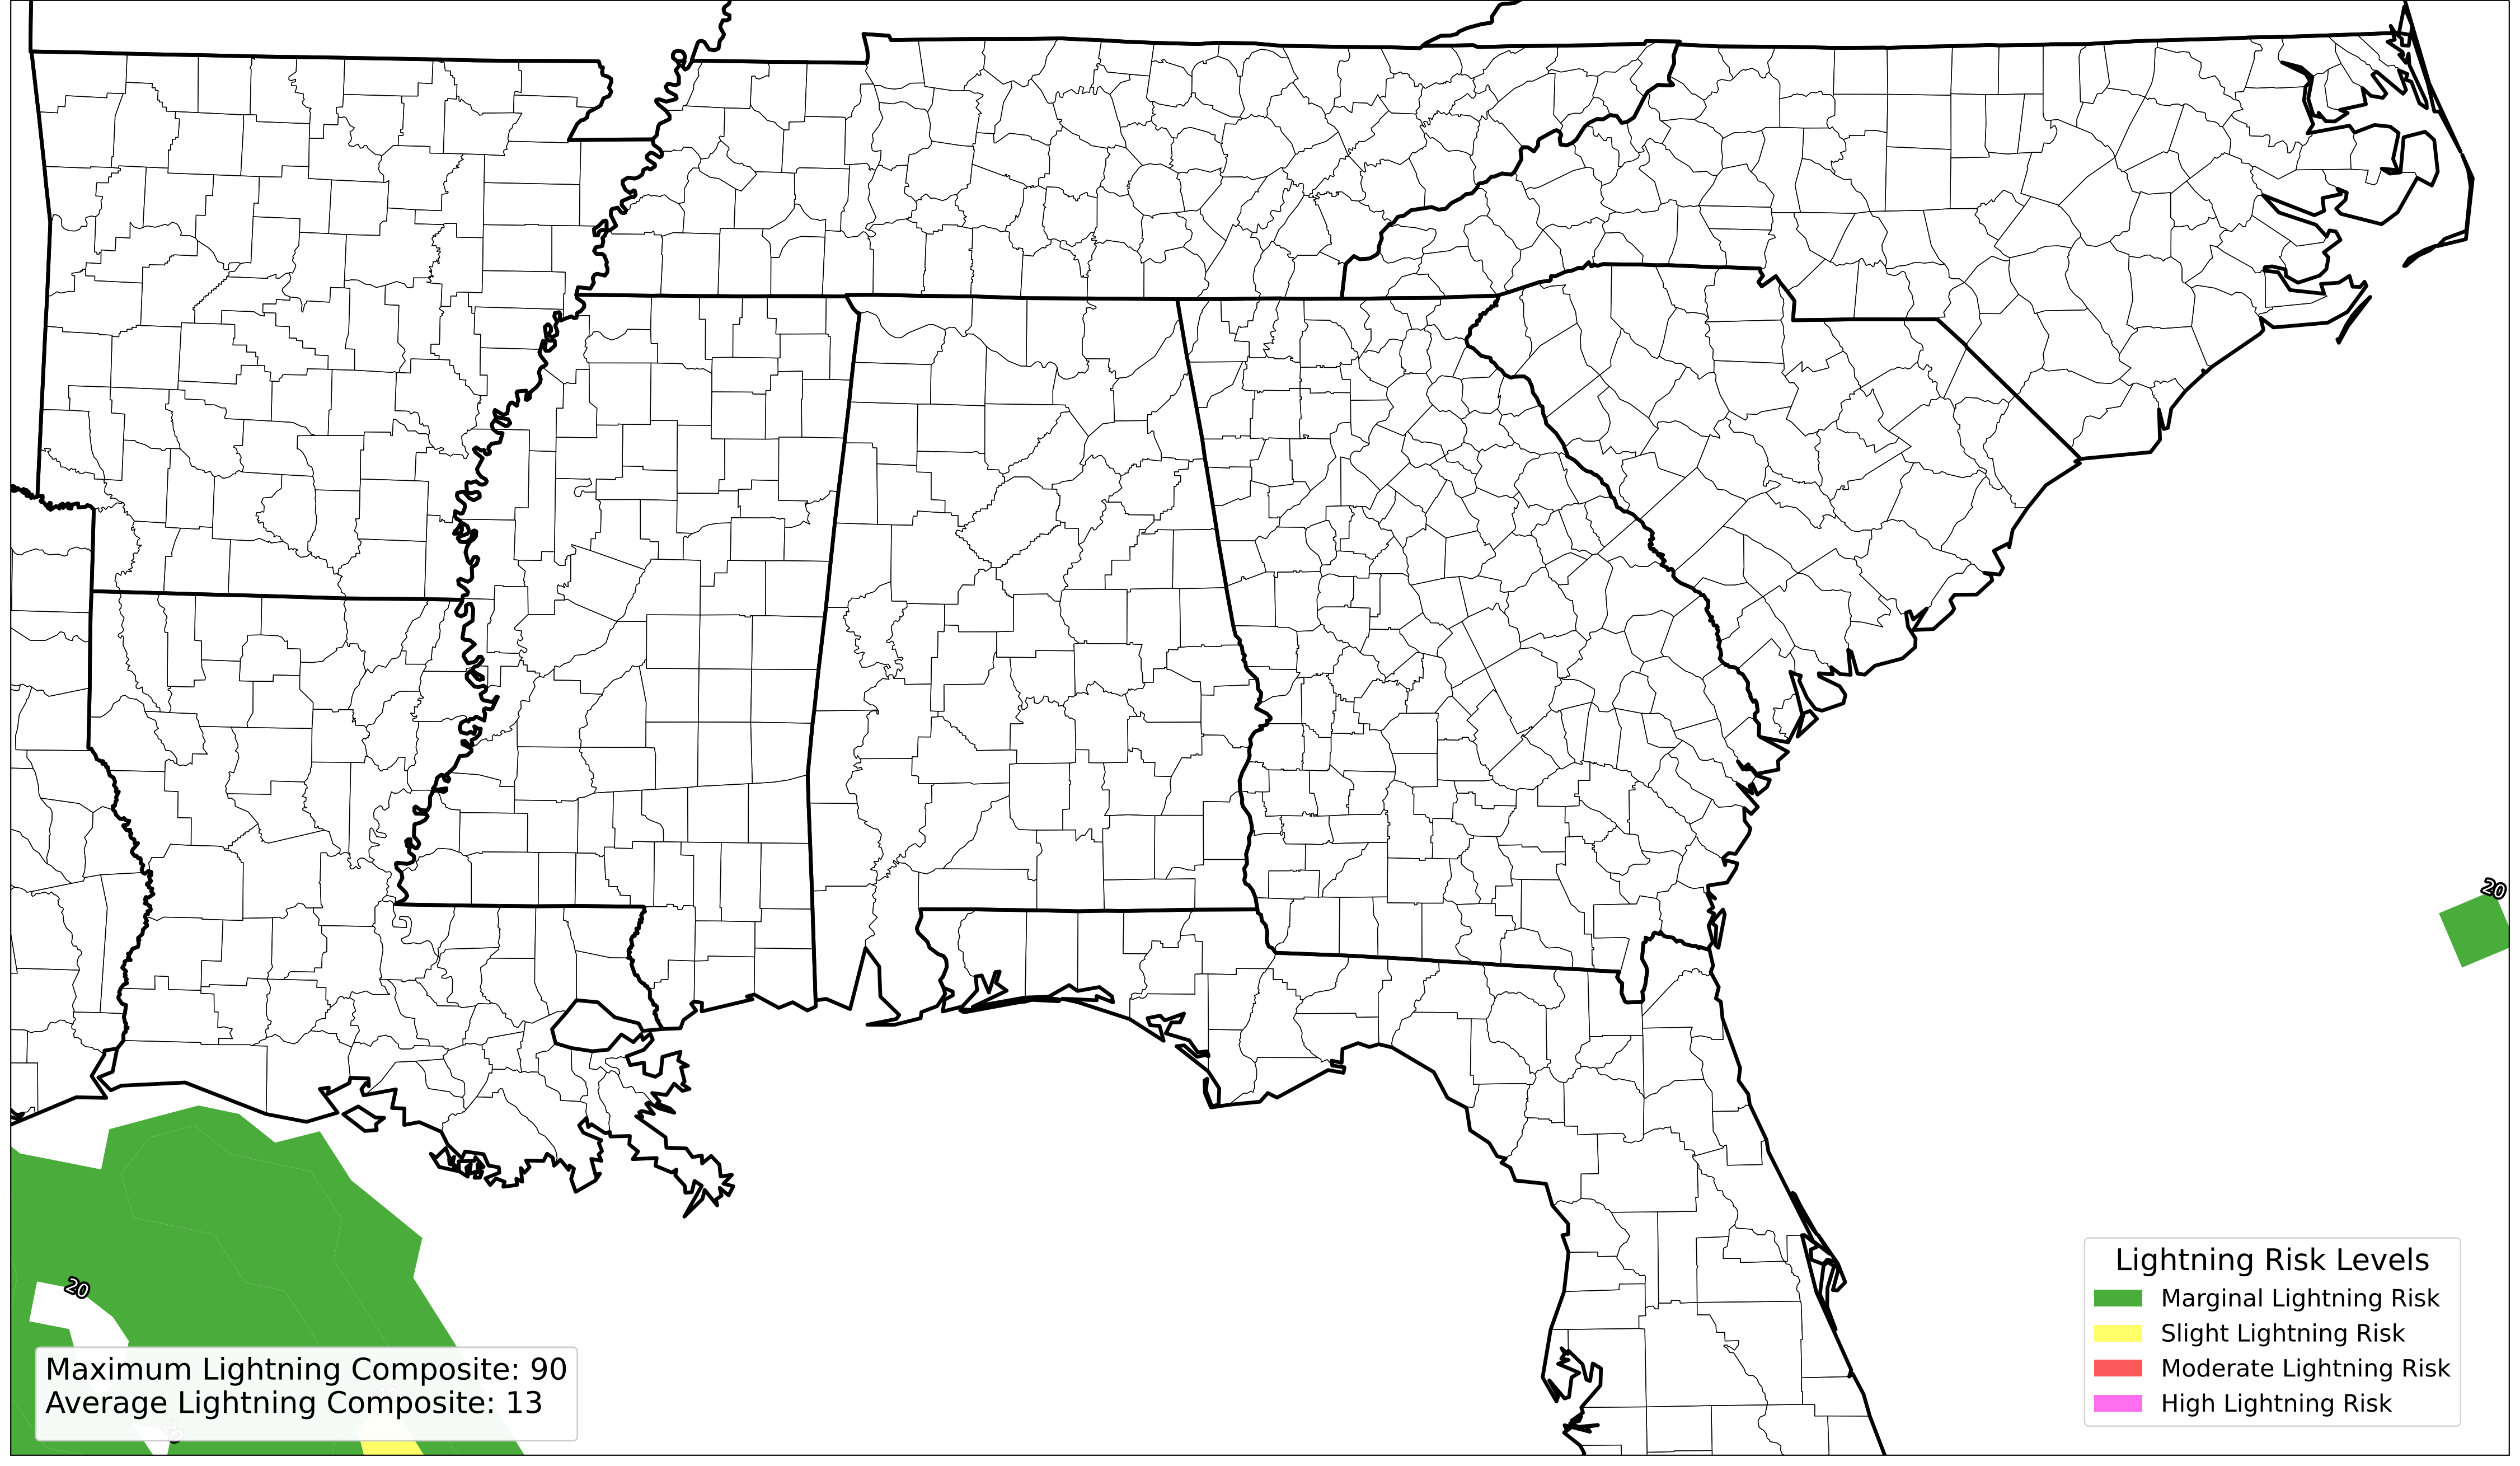 20
20
Maximum Lightning Composite: 90
Average Lightning Composite: 13
20
Lightning Risk Levels
Marginal Lightning Risk
Slight Lightning Risk
Moderate Lightning Risk
High Lightning Risk